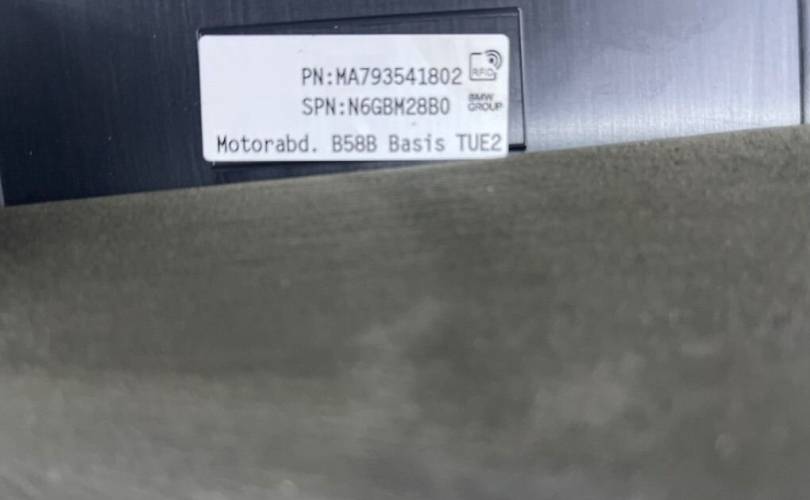 PN:MA793541802
RFID
SPN:N6GBM28B0
BMW
GROUP
Motorabd. B58B Basis TUE2